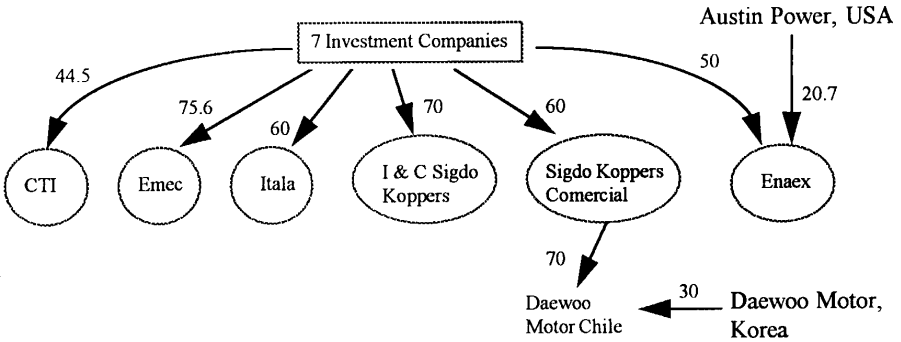 Austin Power, USA
7 Investment Companies
50
44.5
75.6
60
70
60
20.7
CTI
Emec
Itala
I & C Sigdo
Koppers
Sigdo Koppers
Comercial
Enaex
70
Daewoo
Motor Chile
30
Daewoo Motor,
Korea